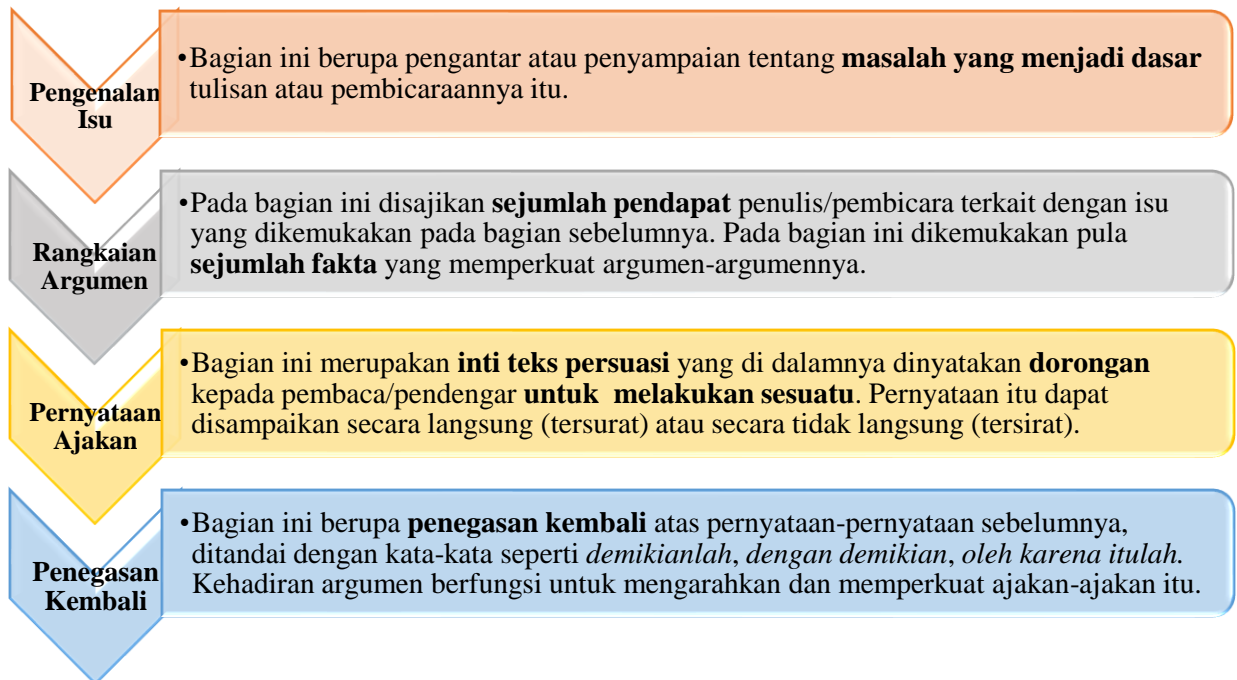 Pengenalan
Isu
•Bagian ini berupa pengantar atau penyampaian tentang masalah yang menjadi dasar
tulisan atau pembicaraannya itu.
Rangkaian
Argumen
•Pada bagian ini disajikan sejumlah pendapat penulis/pembicara terkait dengan isu
yang dikemukakan pada bagian sebelumnya. Pada bagian ini dikemukakan pula
sejumlah fakta yang memperkuat argumen-argumennya.
Pernyataan
Ajakan
•Bagian ini merupakan inti teks persuasi yang di dalamnya dinyatakan dorongan
kepada pembaca/pendengar untuk melakukan sesuatu. Pernyataan itu dapat
disampaikan secara langsung (tersurat) atau secara tidak langsung (tersirat).
Penegasan
Kembali
•Bagian ini berupa penegasan kembali atas pernyataan-pernyataan sebelumnya,
ditandai dengan kata-kata seperti demikianlah, dengan demikian, oleh karena itulah.
Kehadiran argumen berfungsi untuk mengarahkan dan memperkuat ajakan-ajakan itu.